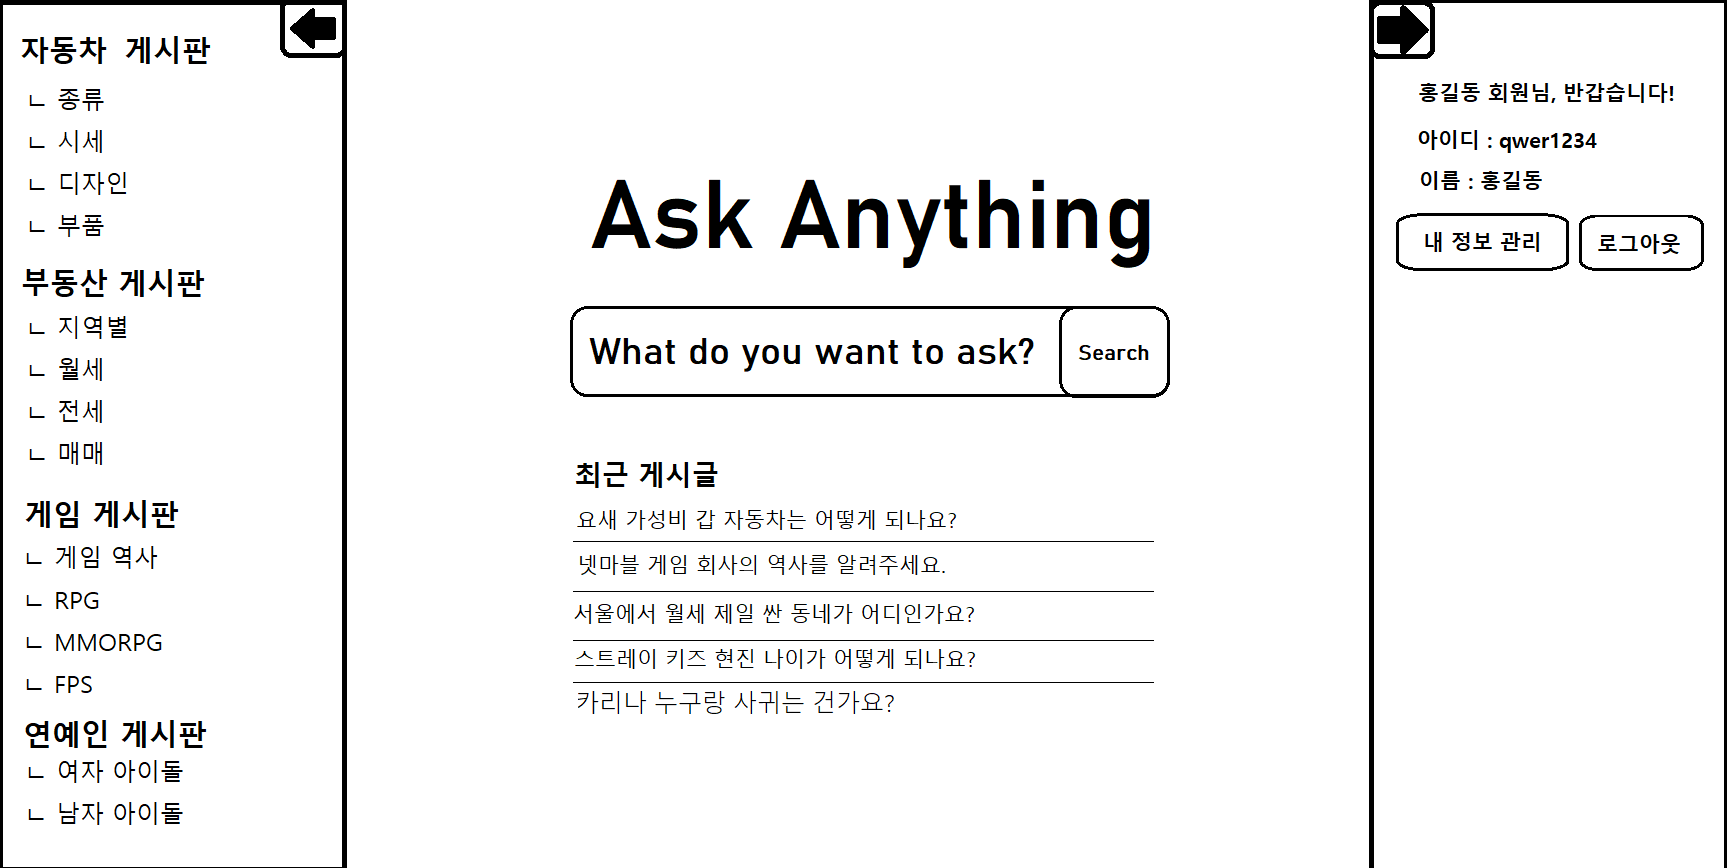 자동차 게시판
ㄴ 종류
ㄴ 시세
ㄴ 디자인
ㄴ 부품
부동산 게시판
ㄴ 지역별
ㄴ 월세
ㄴ 전세
ㄴ 매매
게임 게시판
ㄴ 게임 역사
ㄴ RPG
ㄴ MMORPG
ㄴ FPS
연예인 게시판
ㄴ 여자 아이돌
ㄴ 남자 아이돌
Ask Anything
What do you want to ask?
Search
최근 게시글
요새 가성비 갑 자동차는 어떻게 되나요?
넷마블 게임 회사의 역사를 알려주세요.
서울에서 월세 제일 싼 동네가 어디인가요?
스트레이 키즈 현진 나이가 어떻게 되나요?
카리나 누구랑 사귀는 건가요?
홍길동 회원님, 반갑습니다!
아이디 : qwer1234
이름 : 홍길동
내 정보 관리
로그아웃